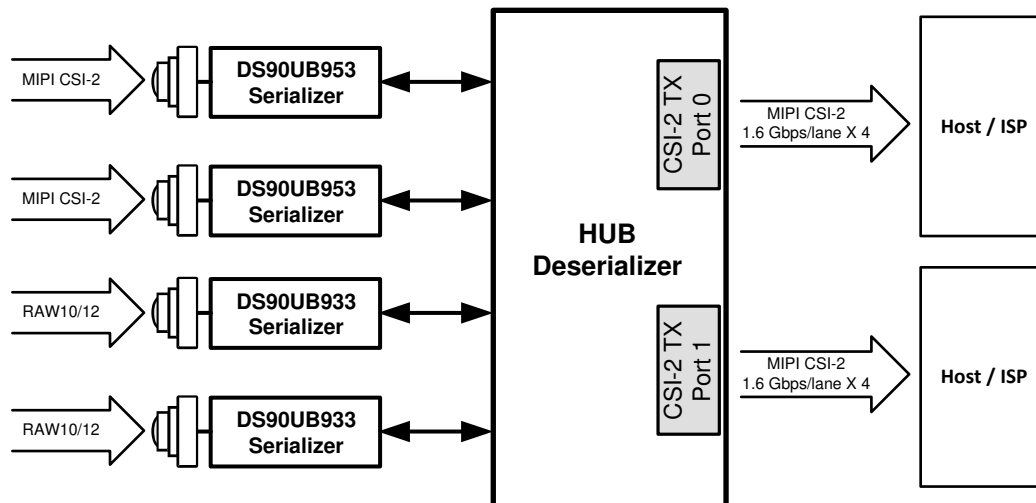 MIPI CSI-2
DS90UB953
Serializer
MIPI CSI-2
DS90UB953
Serializer
RAW10/12
DS90UB933
Serializer
RAW10/12
DS90UB933
Serializer
HUB
Deserializer
CSI-2 TX
Port 0
CSI-2 TX
Port 1
MIPI CSI-2
1.6 Gbps/lane X 4
Host / ISP
MIPI CSI-2
1.6 Gbps/lane X 4
Host / ISP